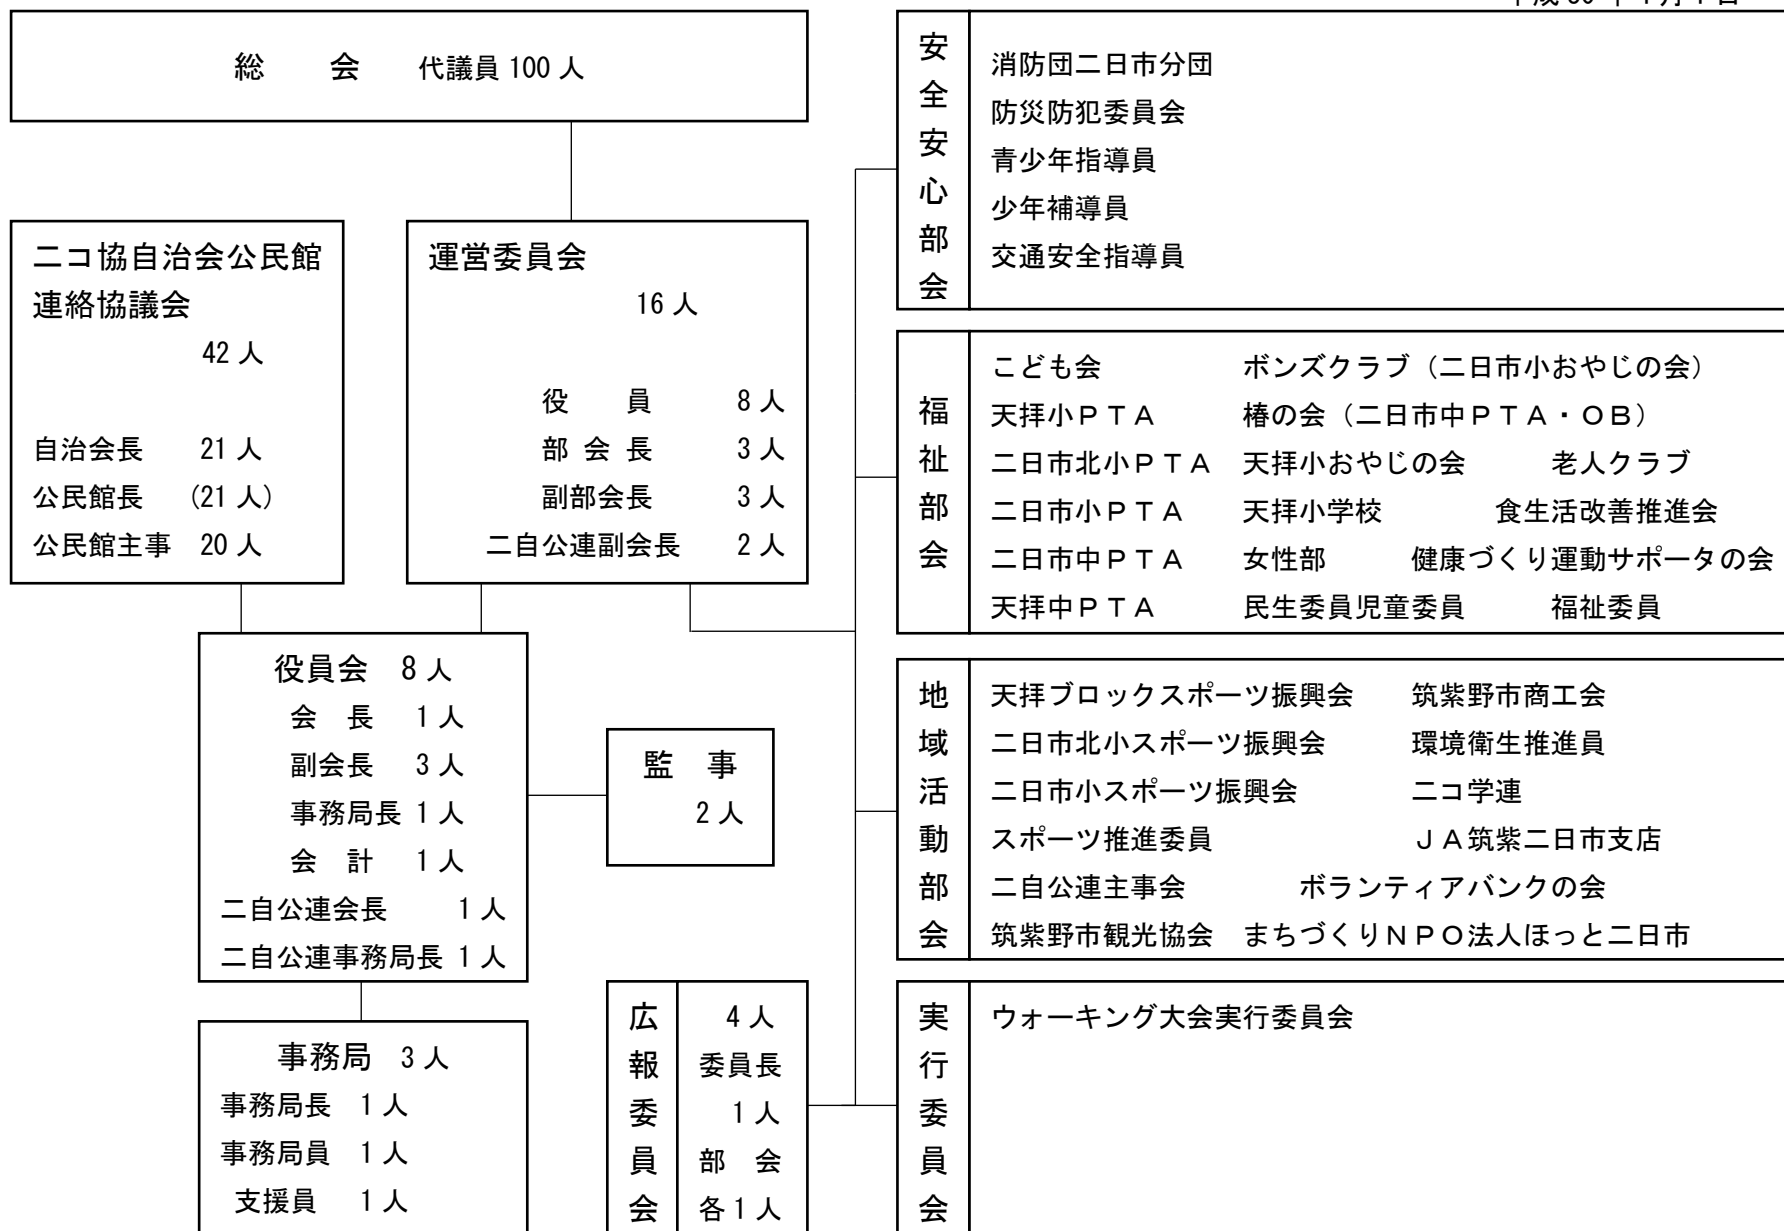 総　会　代議員 100 人
二コ協自治会公民館
連絡協議会
42 人
自治会長　21 人
公民館長　(21 人)
公民館主事　20 人
運営委員会
16 人
役　員　8 人
部 会 長　3 人
副部会長　3 人
二自公連副会長　2 人
役員会　8 人
会　長　1 人
副会長　3 人
事務局長 1 人
会　計　1 人
二自公連会長　1 人
二自公連事務局長 1 人
監　事
2 人
事務局　3 人
事務局長　1 人
事務局員　1 人
支援員　1 人
広報委員会
4 人
委員長
1 人
部　会
各 1 人
安全安心部会
消防団二日市分団
防災防犯委員会
青少年指導員
少年補導員
交通安全指導員
福祉部会
こども会　ボンズクラブ（二日市小おやじの会）
天拝小ＰＴＡ　椿の会（二日市中ＰＴＡ・ＯＢ）
二日市北小ＰＴＡ　天拝小おやじの会　老人クラブ
二日市小ＰＴＡ　天拝小学校　食生活改善推進会
二日市中ＰＴＡ　女性部　健康づくり運動サポータの会
天拝中ＰＴＡ　民生委員児童委員　福祉委員
地域活動部会
天拝ブロックスポーツ振興会　筑紫野市商工会
二日市北小スポーツ振興会　環境衛生推進員
二日市小スポーツ振興会　二コ学連
スポーツ推進委員　ＪＡ筑紫二日市支店
二自公連主事会　ボランティアバンクの会
筑紫野市観光協会　まちづくりＮＰＯ法人ほっと二日市
実行委員会
ウォーキング大会実行委員会